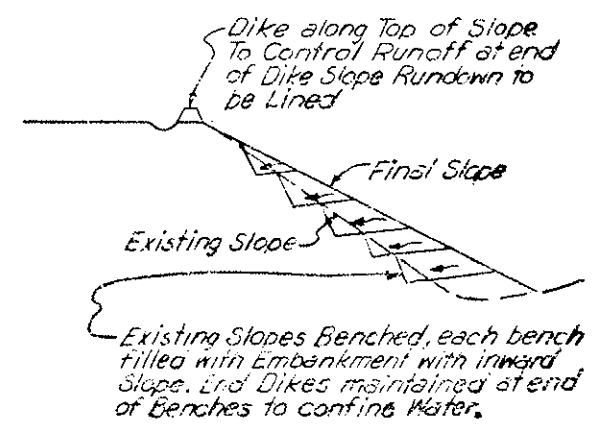 Dike along Top of Slope
To Control Runoff at end
of Dike Slope Rundown to
be Lined
Final Slope
Existing Slope
Existing Slopes Benched, each bench
filled with Embankment with inward
Slope. End Dikes maintained at end
of Benches to confine Water.